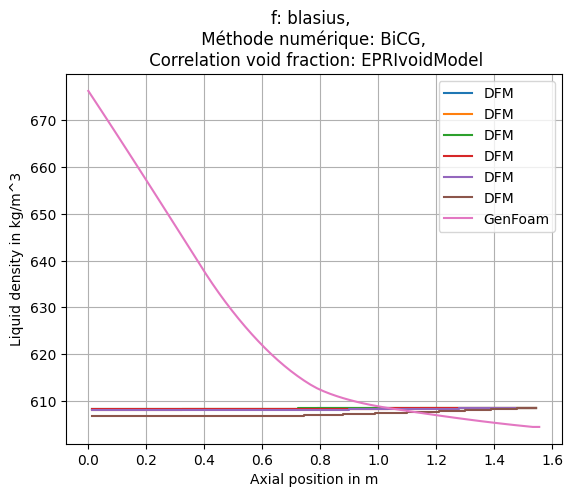 f: blasius,
Méthode numérique: BiCG,
Correlation void fraction: EPRIvoidModel
DFM
DFM
DFM
DFM
DFM
DFM
GenFoam
Liquid density in kg/m^3
670
660
650
640
630
620
610
0.0 0.2 0.4 0.6 0.8 1.0 1.2 1.4 1.6
Axial position in m